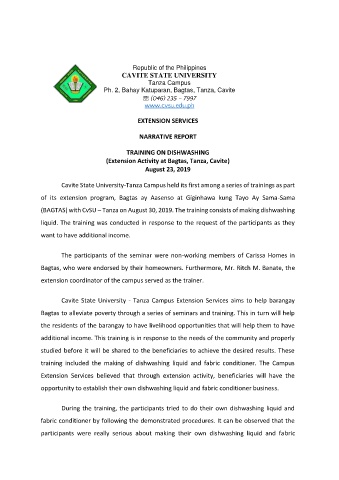 Republic of the Philippines
CAVITE STATE UNIVERSITY
Tanza Campus
Ph. 2, Bahay Katuparan, Bagtas, Tanza, Cavite
☏ (046) 235 – 7997
www.cvsu.edu.ph
EXTENSION SERVICES
NARRATIVE REPORT
TRAINING ON DISHWASHING
(Extension Activity at Bagtas, Tanza, Cavite)
August 23, 2019
Cavite State University-Tanza Campus held its first among a series of trainings as part
of its extension program, Bagtas ay Aasenso at Giginhawa kung Tayo Ay Sama-Sama
(BAGTAS) with CvSU – Tanza on August 30, 2019. The training consists of making dishwashing
liquid. The training was conducted in response to the request of the participants as they
want to have additional income.
The participants of the seminar were non-working members of Carissa Homes in
Bagtas, who were endorsed by their homeowners. Furthermore, Mr. Ritch M. Banate, the
extension coordinator of the campus served as the trainer.
Cavite State University - Tanza Campus Extension Services aims to help barangay
Bagtas to alleviate poverty through a series of seminars and training. This in turn will help
the residents of the barangay to have livelihood opportunities that will help them to have
additional income. This training is in response to the needs of the community and properly
studied before it will be shared to the beneficiaries to achieve the desired results. These
training included the making of dishwashing liquid and fabric conditioner. The Campus
Extension Services believed that through extension activity, beneficiaries will have the
opportunity to establish their own dishwashing liquid and fabric conditioner business.
During the training, the participants tried to do their own dishwashing liquid and
fabric conditioner by following the demonstrated procedures. It can be observed that the
participants were really serious about making their own dishwashing liquid and fabric